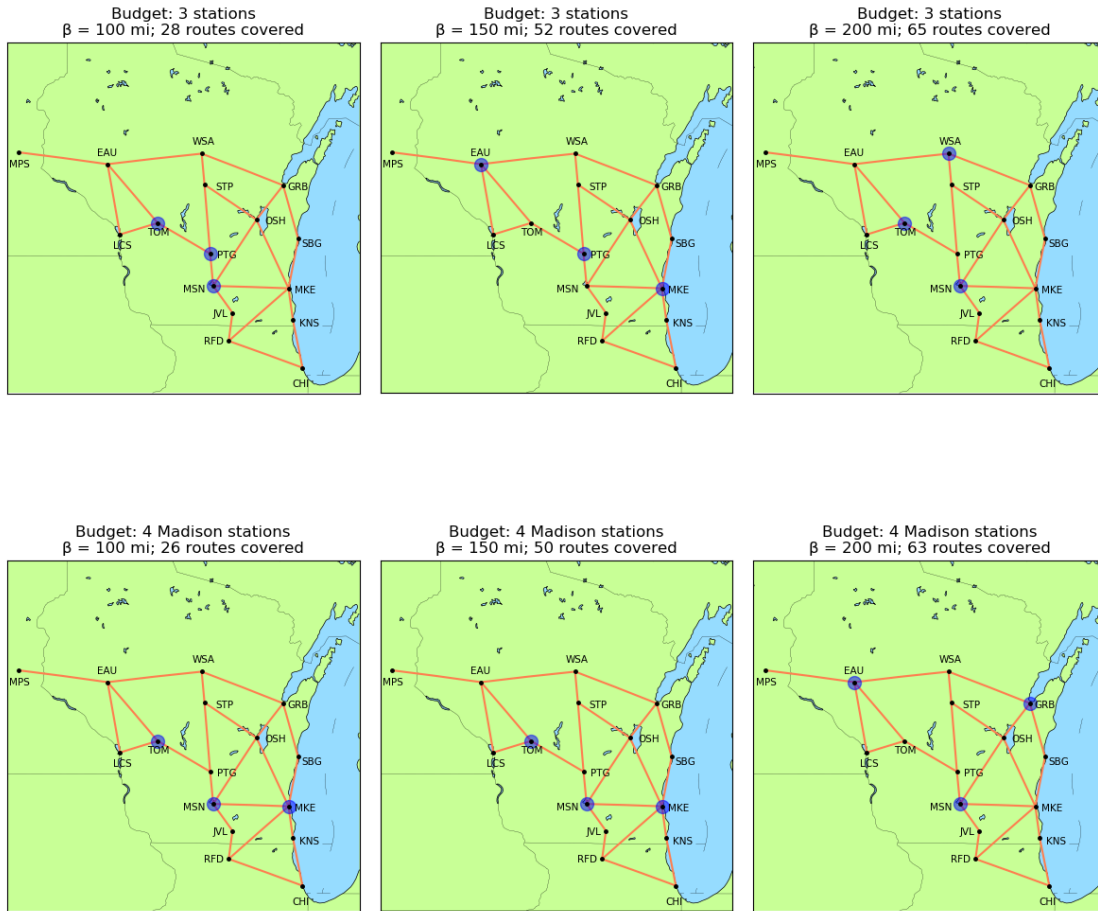 Budget: 3 stations
β = 100 mi; 28 routes covered
MPS
EAU
WSA
STP
GRB
TOM
OSH
LCS
PTG
SBG
MSN
MKE
JVL
KNS
RFD
CHI
Budget: 3 stations
β = 150 mi; 52 routes covered
MPS
EAU
WSA
STP
GRB
TOM
OSH
LCS
PTG
SBG
MSN
MKE
JVL
KNS
RFD
CHI
Budget: 3 stations
β = 200 mi; 65 routes covered
MPS
EAU
WSA
STP
GRB
TOM
OSH
LCS
PTG
SBG
MSN
MKE
JVL
KNS
RFD
CHI
Budget: 4 Madison stations
β = 100 mi; 26 routes covered
MPS
EAU
WSA
STP
GRB
TOM
OSH
LCS
PTG
SBG
MSN
MKE
JVL
KNS
RFD
CHI
Budget: 4 Madison stations
β = 150 mi; 50 routes covered
MPS
EAU
WSA
STP
GRB
TOM
OSH
LCS
PTG
SBG
MSN
MKE
JVL
KNS
RFD
CHI
Budget: 4 Madison stations
β = 200 mi; 63 routes covered
MPS
EAU
WSA
STP
GRB
TOM
OSH
LCS
PTG
SBG
MSN
MKE
JVL
KNS
RFD
CHI